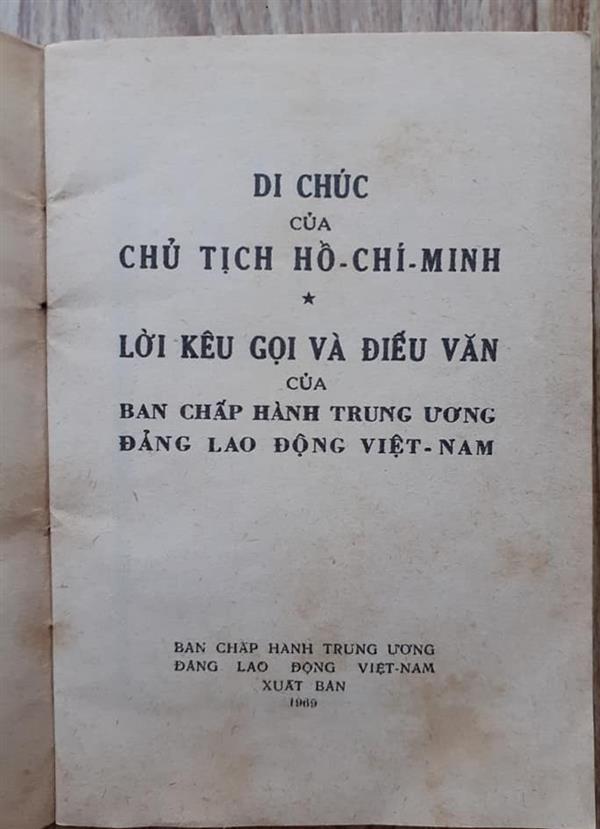 DI CHÚC
CỦA
CHỦ TỊCH HỒ-CHÍ-MINH
★
LỜI KÊU GỌI VÀ ĐIẾU VĂN
CỦA
BAN CHẤP HÀNH TRUNG ƯƠNG
ĐẢNG LAO ĐỘNG VIỆT-NAM
BAN CHẤP HÀNH TRUNG ƯƠNG
ĐẢNG LAO ĐỘNG VIỆT-NAM
XUẤT BẢN
1969